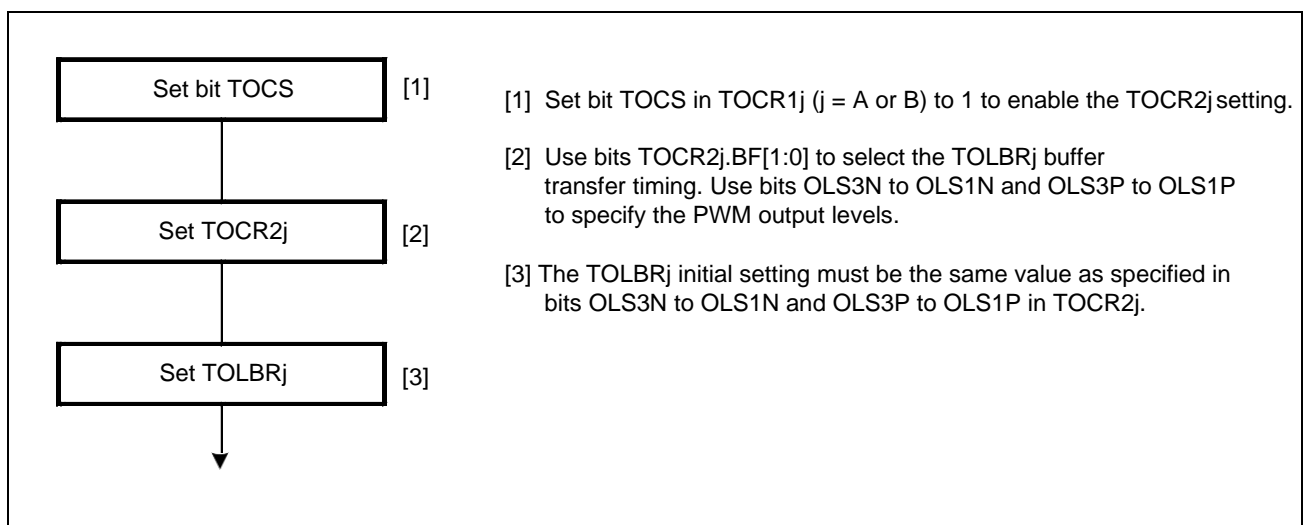 Set bit TOCS
[1]
Set TOCR2j
[2]
Set TOLBRj
[3]
[1] Set bit TOCS in TOCR1j (j = A or B) to 1 to enable the TOCR2j setting.
[2] Use bits TOCR2j.BF[1:0] to select the TOLBRj buffer
transfer timing. Use bits OLS3N to OLS1N and OLS3P to OLS1P
to specify the PWM output levels.
[3] The TOLBRj initial setting must be the same value as specified in
bits OLS3N to OLS1N and OLS3P to OLS1P in TOCR2j.